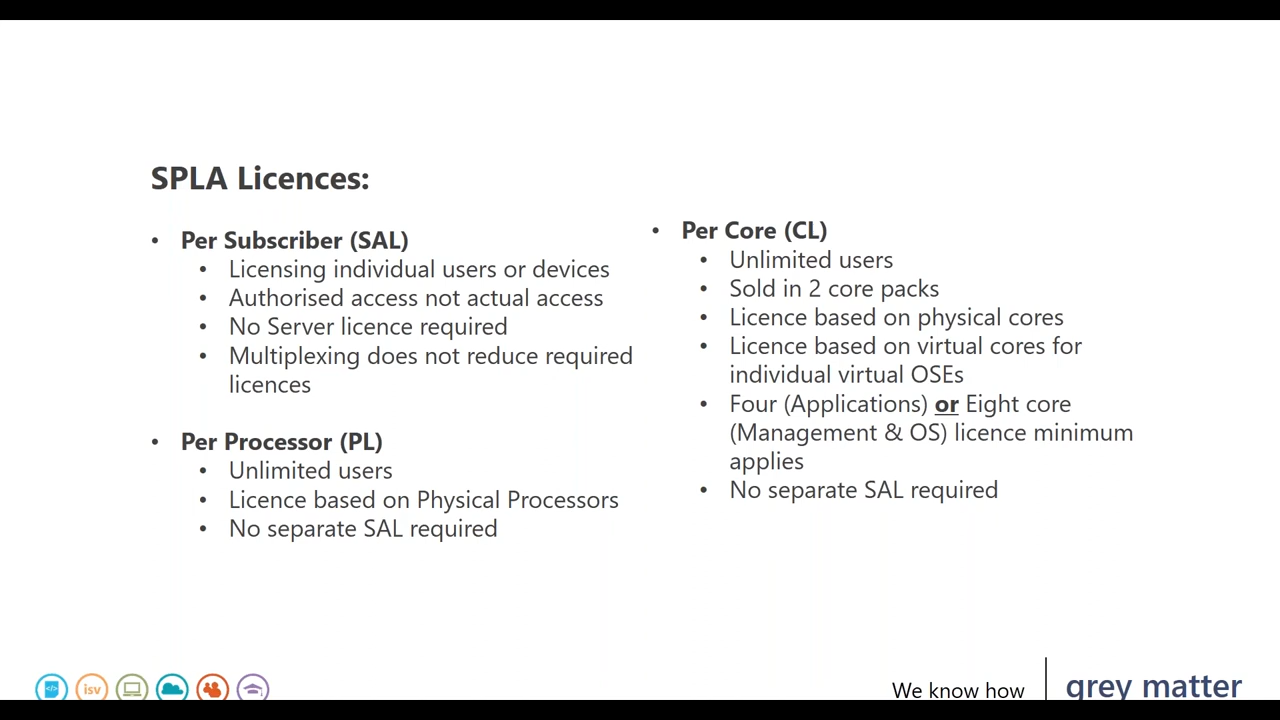 SPLA Licences:
• Per Subscriber (SAL)
• Licensing individual users or devices
• Authorised access not actual access
• No Server licence required
• Multiplexing does not reduce required
licences
• Per Processor (PL)
• Unlimited users
• Licence based on Physical Processors
• No separate SAL required
• Per Core (CL)
• Unlimited users
• Sold in 2 core packs
• Licence based on physical cores
• Licence based on virtual cores for
individual virtual OSEs
• Four (Applications) or Eight core
(Management & OS) licence minimum
applies
• No separate SAL required
</>
isv
We know how
grey matter